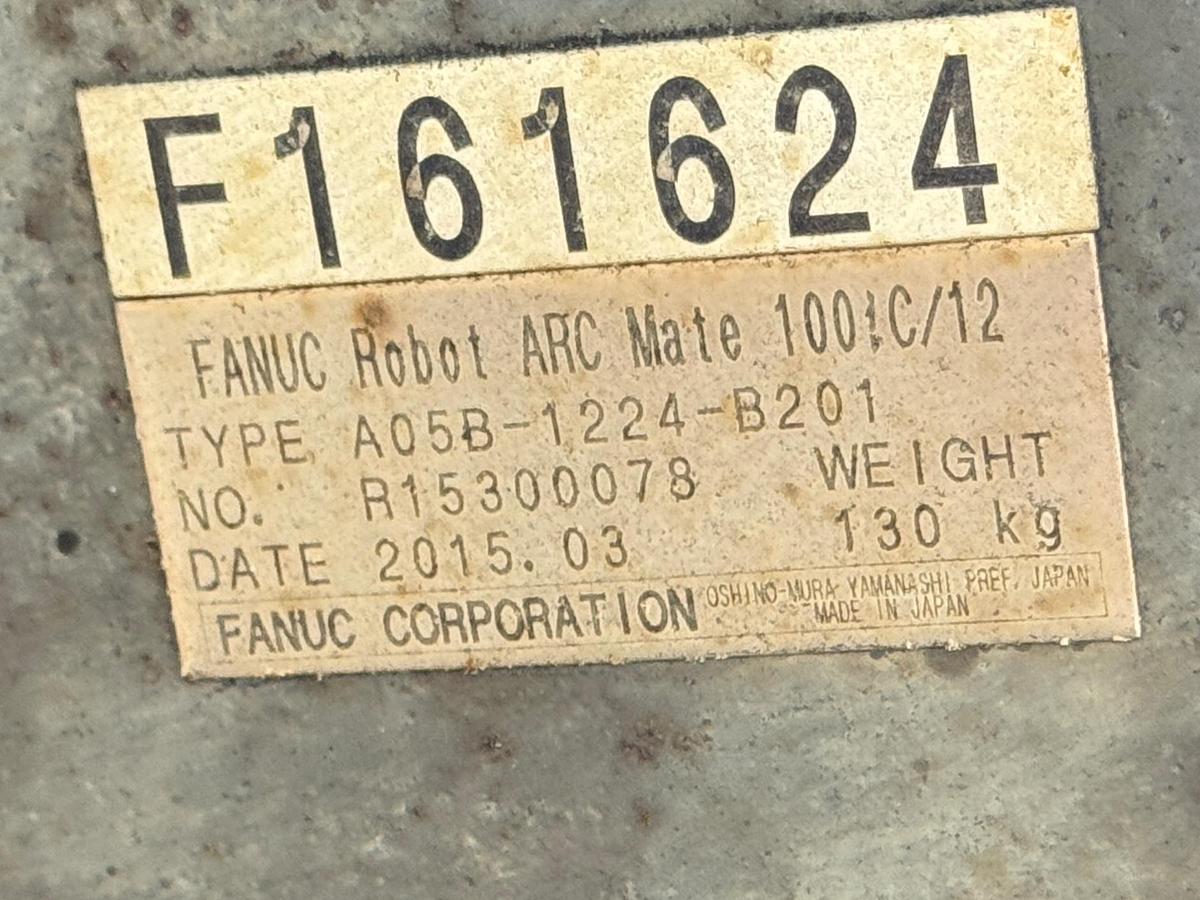 F161624
FANUC Robot ARC Mate 100iC/12
TYPE A05B-1224-B201
NO. R15300078 WEIGHT
DATE 2015.03 130 kg
FANUC CORPORATION OSHINO-MURA YAMANASHI PREF. JAPAN
MADE IN JAPAN